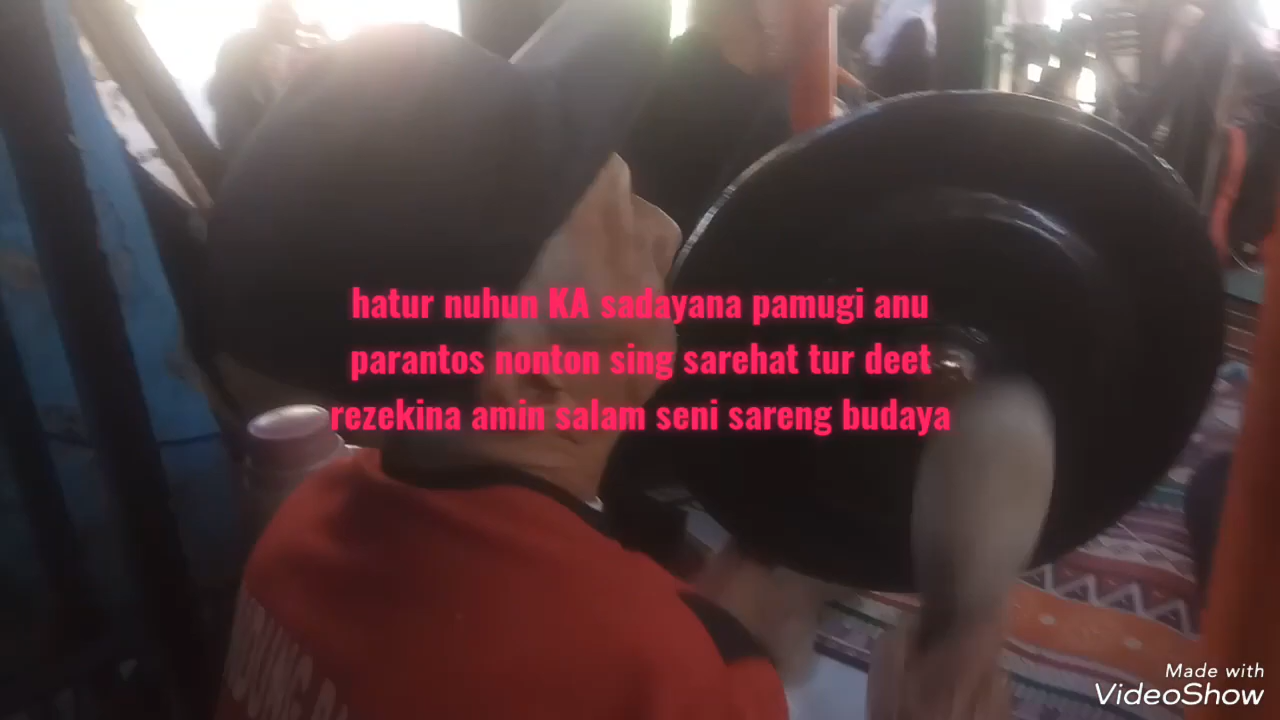 hatur nuhun KA sadayana pamugi anu
parantos nonton sing sarehat tur deet
rezekina amin salam seni sareng budaya
Made with
VideoShow